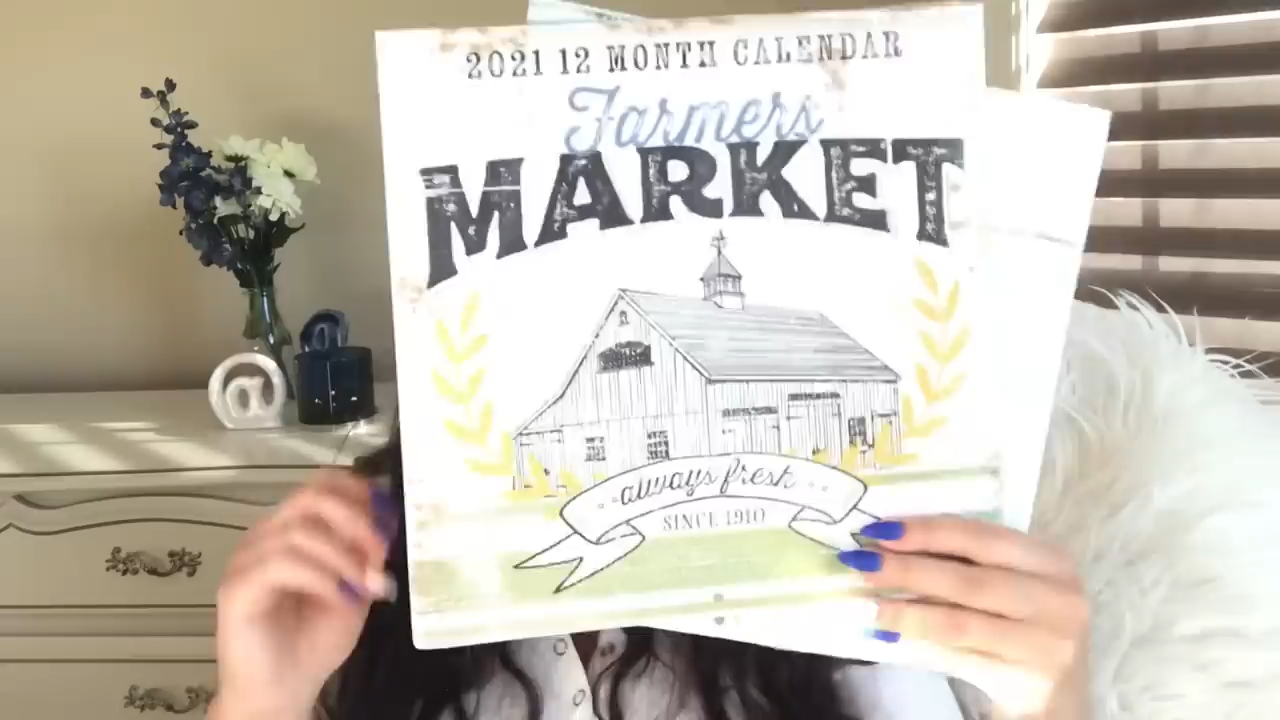 2021 12 MONTH CALENDAR
Farmers
MARKET
always fresh
SINCE 1910
@